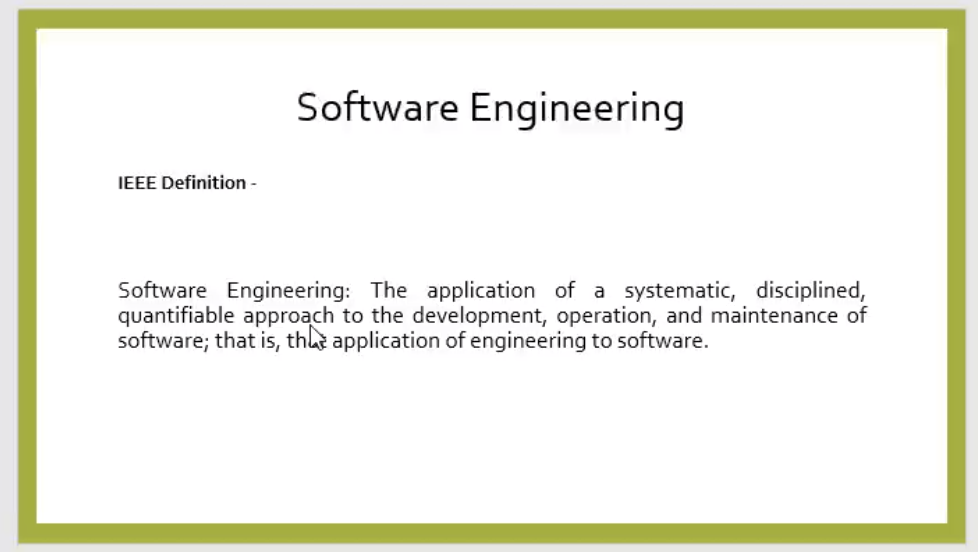 Software Engineering
IEEE Definition -
Software Engineering: The application of a systematic, disciplined,
quantifiable approach to the development, operation, and maintenance of
software; that is, that application of engineering to software.